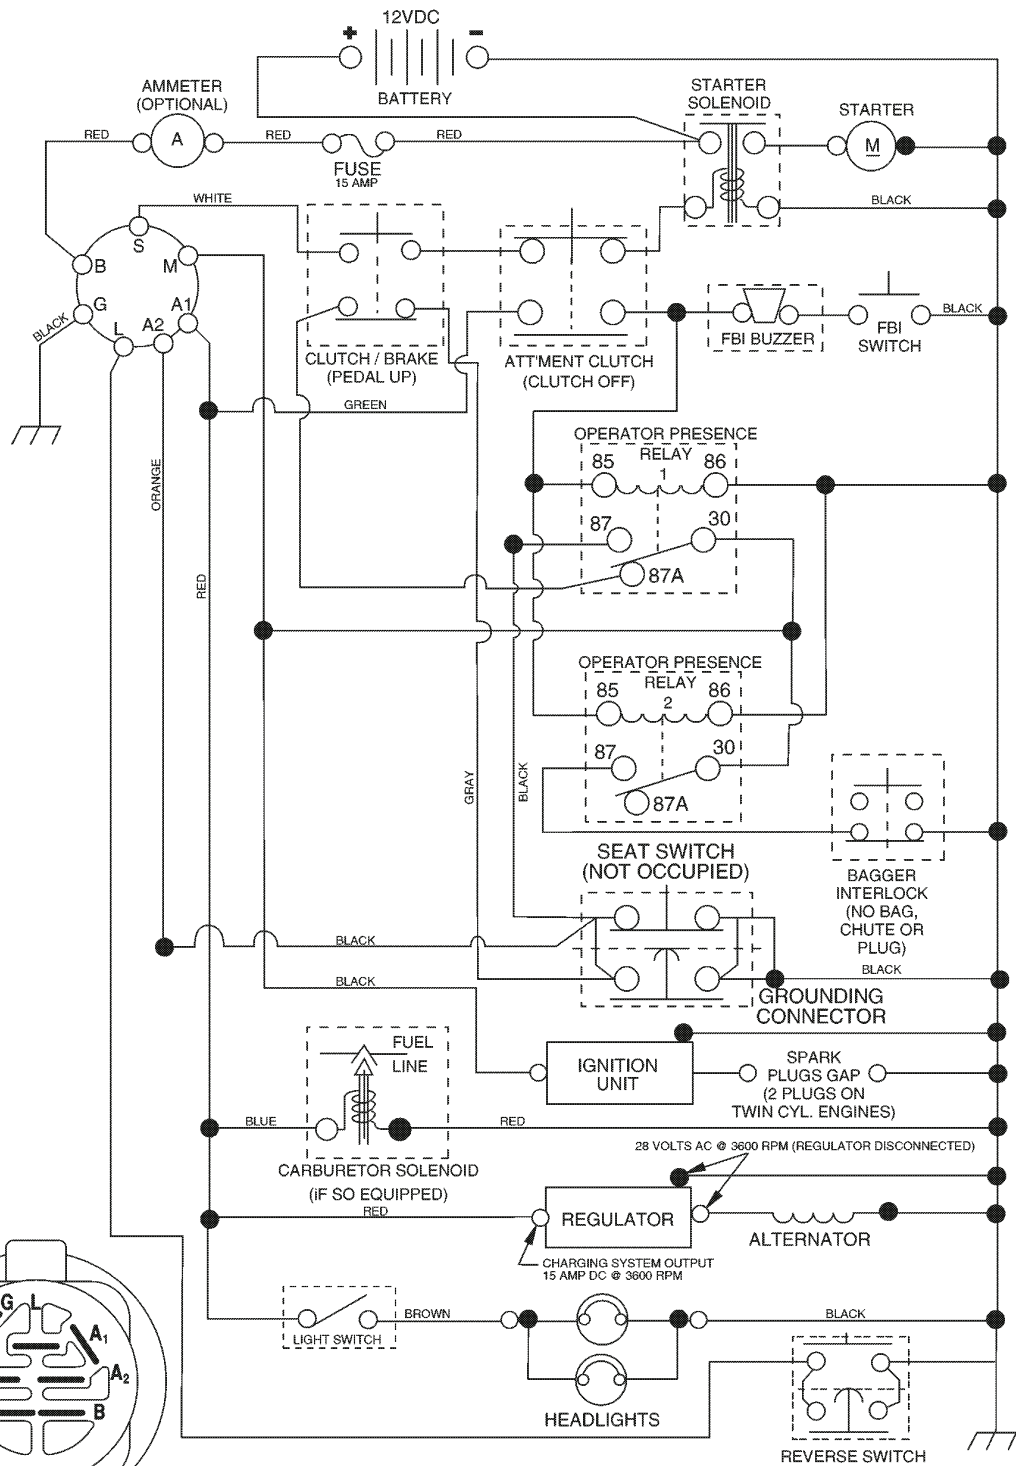 12VDC
+
-
BATTERY
AMMETER
(OPTIONAL)
RED
A
RED
FUSE
15 AMP
RED
STARTER
SOLENOID
STARTER
M
BLACK
WHITE
S
B
M
G
A1
L
A2
BLACK
CLUTCH / BRAKE
(PEDAL UP)
ATT'MENT CLUTCH
(CLUTCH OFF)
FBI BUZZER
FBI
SWITCH
BLACK
GREEN
ORANGE
RED
OPERATOR PRESENCE
RELAY
1
85
86
87
30
87A
OPERATOR PRESENCE
RELAY
2
85
86
87
30
87A
GRAY
BLACK
SEAT SWITCH
(NOT OCCUPIED)
BAGGER
INTERLOCK
(NO BAG,
CHUTE OR
PLUG)
BLACK
BLACK
BLACK
GROUNDING
CONNECTOR
FUEL
LINE
IGNITION
UNIT
SPARK
PLUGS GAP
(2 PLUGS ON
TWIN CYL. ENGINES)
BLUE
RED
CARBURETOR SOLENOID
(iF SO EQUIPPED)
28 VOLTS AC @ 3600 RPM (REGULATOR DISCONNECTED)
RED
REGULATOR
ALTERNATOR
CHARGING SYSTEM OUTPUT
15 AMP DC @ 3600 RPM
LIGHT SWITCH
BROWN
BLACK
HEADLIGHTS
REVERSE SWITCH
G
L
A1
A2
B